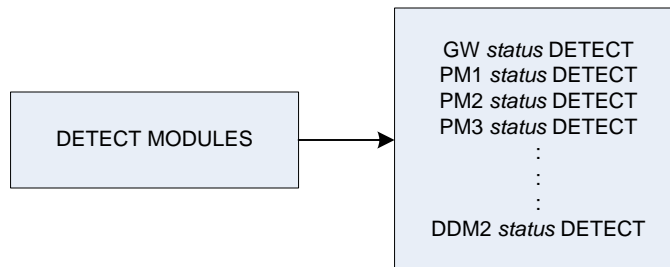 DETECT MODULES
GW status DETECT
PM1 status DETECT
PM2 status DETECT
PM3 status DETECT
:
:
:
DDM2 status DETECT